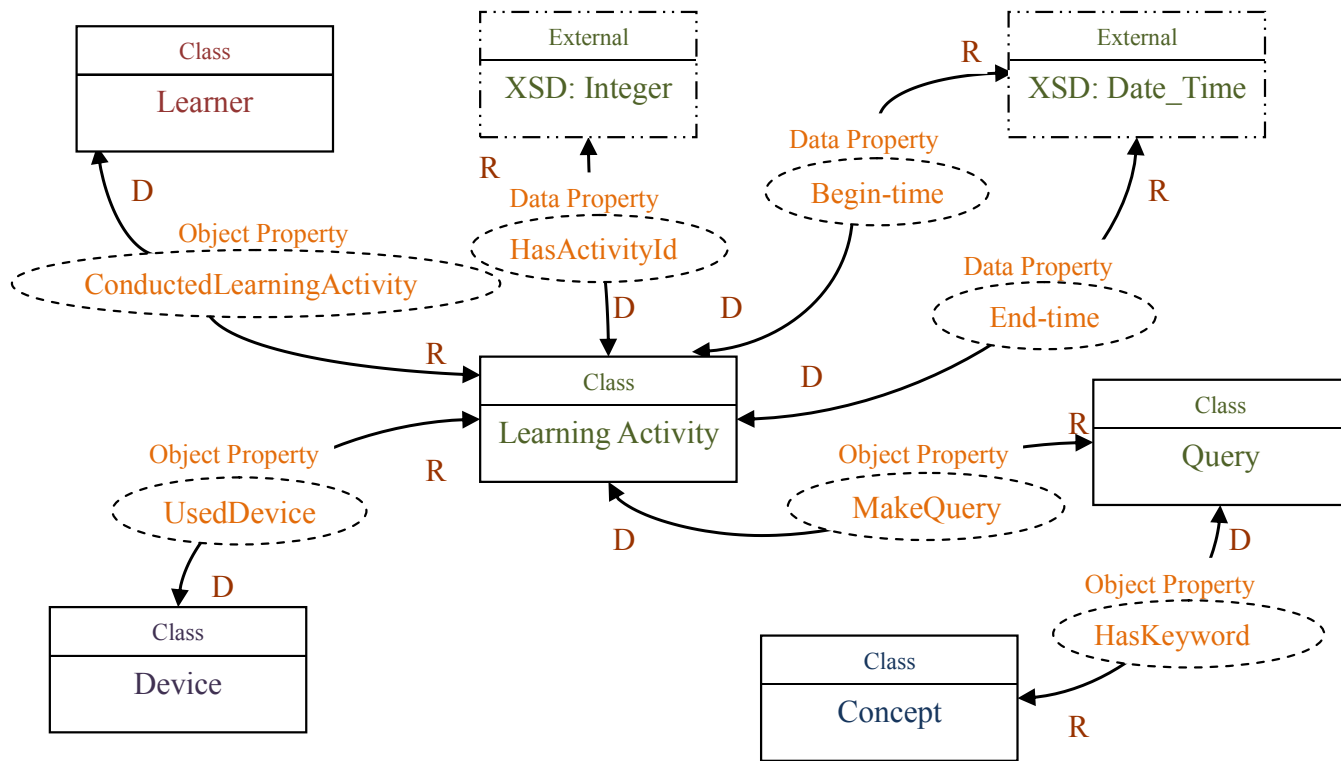 Class
Learner
External
XSD: Integer
External
XSD: Date_Time
R
D
R
Data Property
R
Data Property
Begin-time
Object Property
HasActivityId
ConductedLearningActivity
Data Property
D
D
End-time
R
D
Class
Learning Activity
Class
Query
Object Property
R
Object Property
R
UsedDevice
MakeQuery
D
D
D
Object Property
HasKeyword
Class
Device
Class
Concept
R